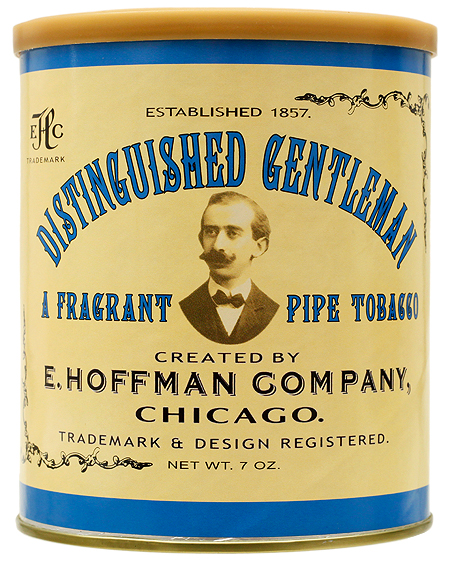 ESTABLISHED 1857.
EHC
TRADEMARK
DISTINGUISHED GENTLEMAN
A FRAGRANT PIPE TOBACCO
CREATED BY
E. HOFFMAN COMPANY,
CHICAGO.
TRADEMARK & DESIGN REGISTERED.
NET WT. 7 OZ.